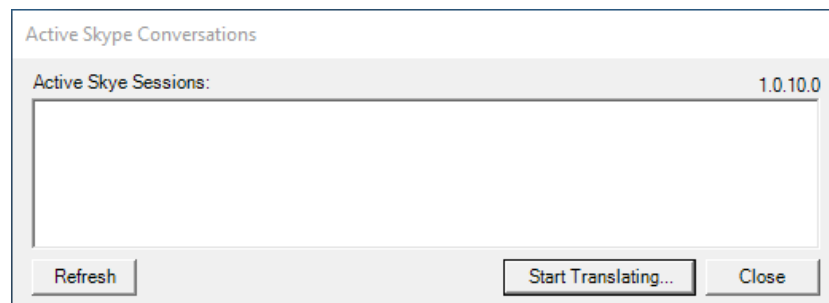 Active Skype Conversations
Active Skye Sessions:
1.0.10.0
Refresh
Start Translating...
Close